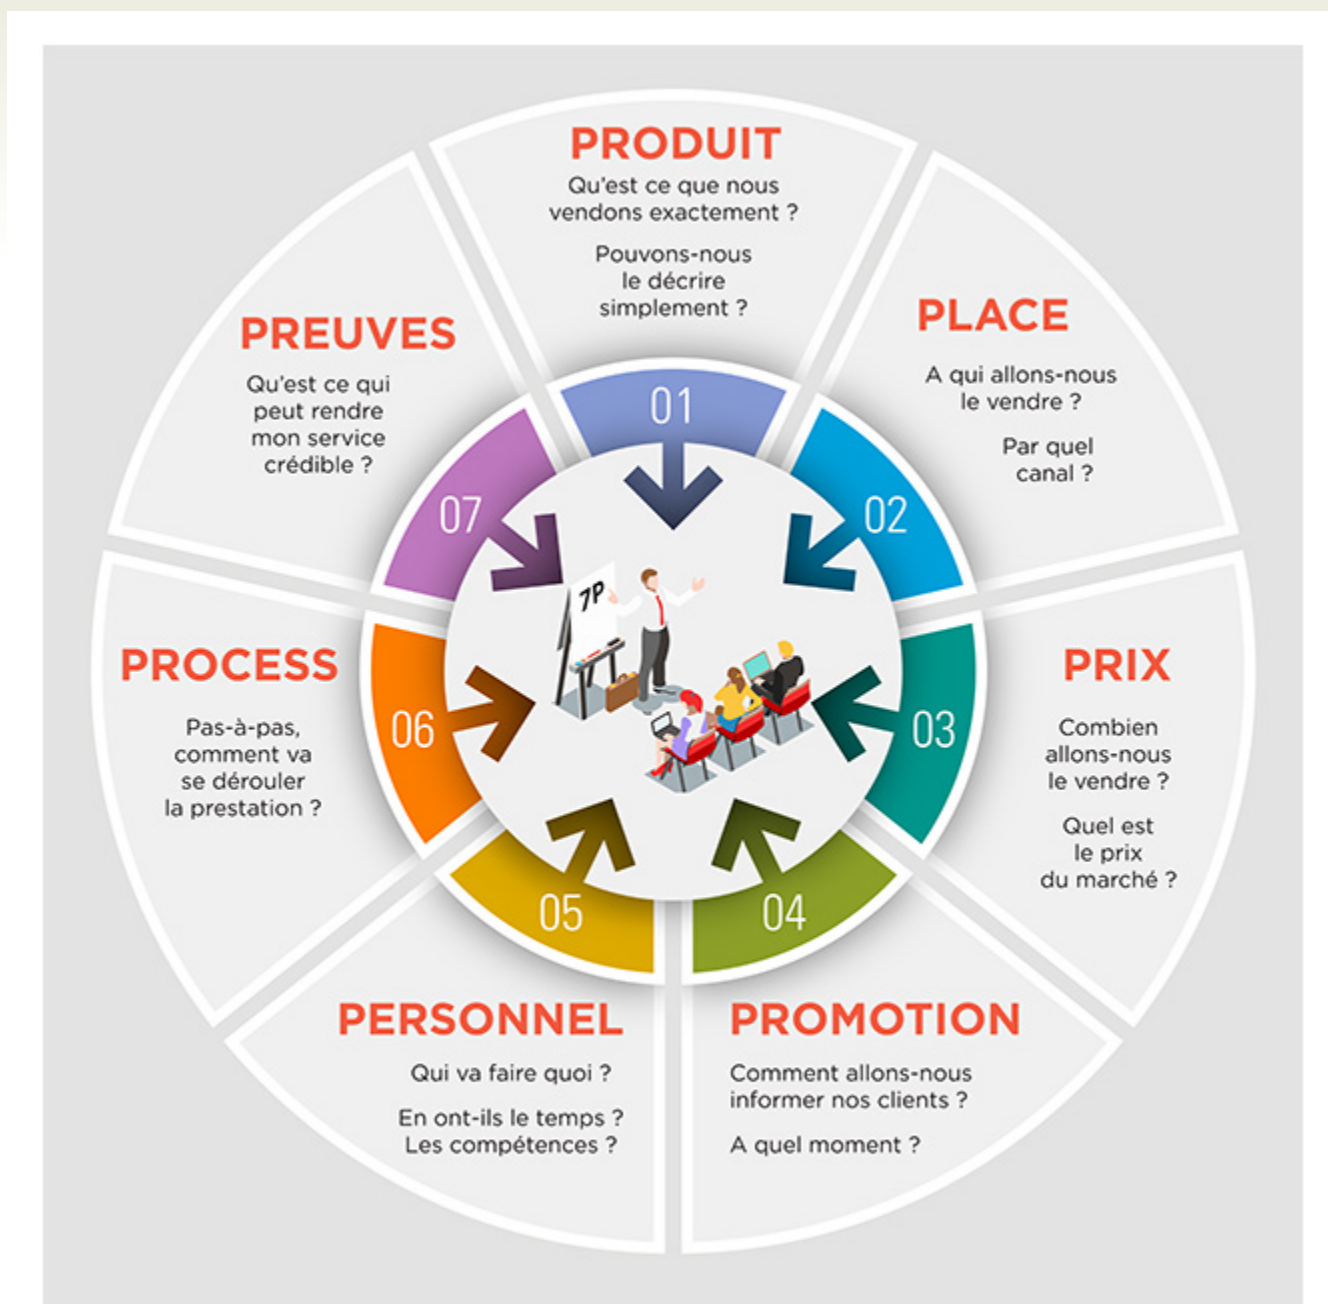 PRODUIT
Qu'est ce que nous
vendons exactement ?
Pouvons-nous
le décrire
simplement ?
01
PLACE
A qui allons-nous
le vendre ?
Par quel
canal ?
02
PRIX
Combien
allons-nous
le vendre ?
Quel est
le prix
du marché ?
03
PROMOTION
Comment allons-nous
informer nos clients ?
A quel moment ?
04
PERSONNEL
Qui va faire quoi ?
En ont-ils le temps ?
Les compétences ?
05
PROCESS
Pas-à-pas,
comment va
se dérouler
la prestation ?
06
PREUVES
Qu'est ce qui
peut rendre
mon service
crédible ?
07
7P